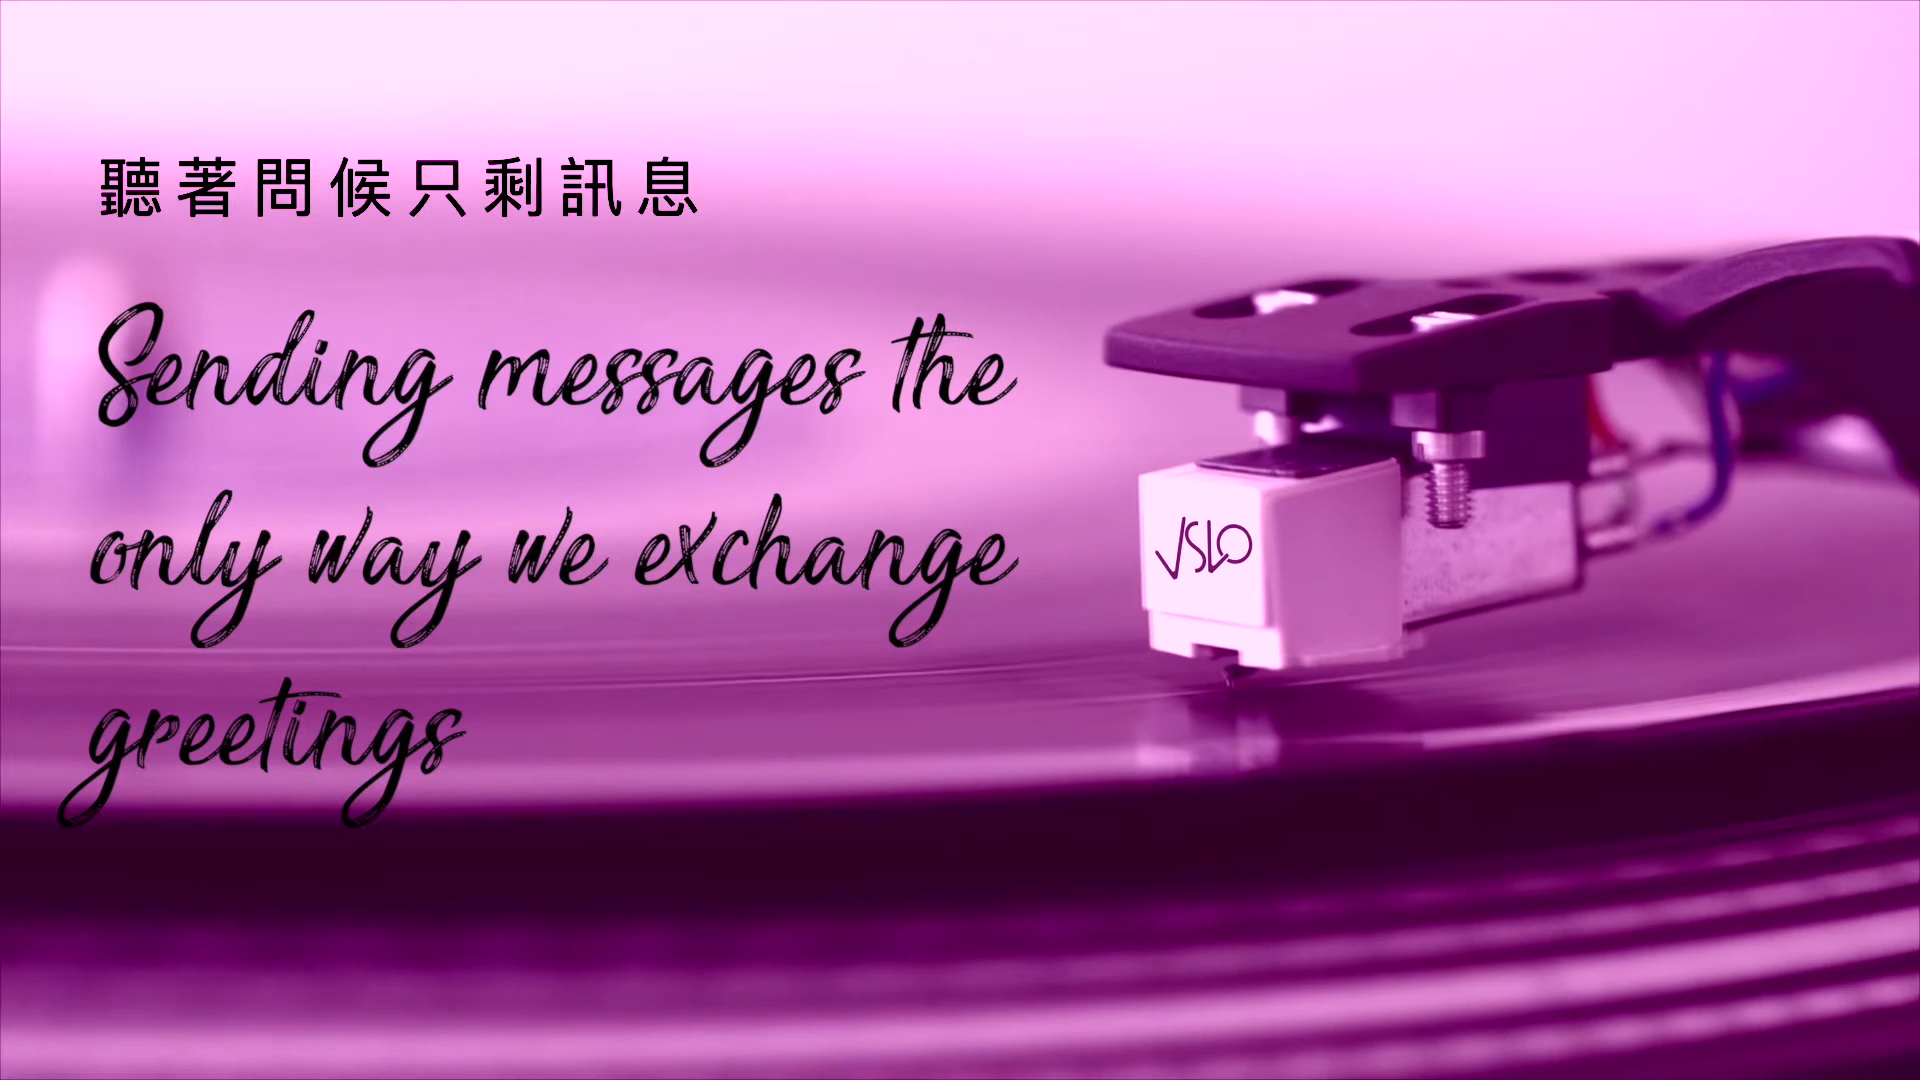 聽著問候只剩訊息
Sending messages the
only way we exchange
greetings
VSLO